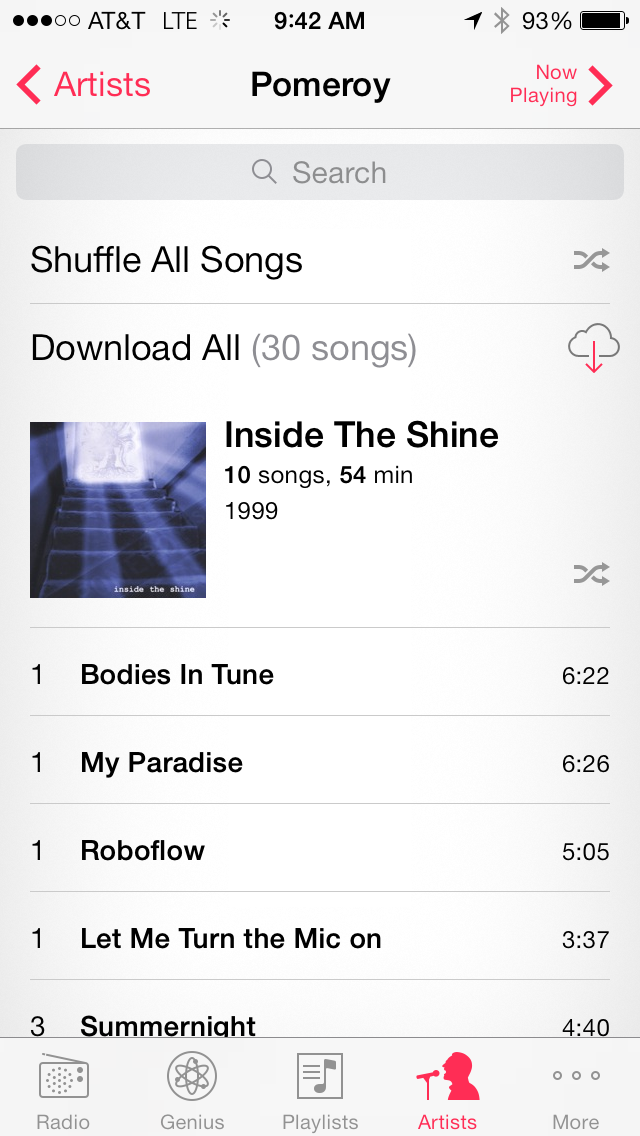 AT&T LTE 9:42 AM 93%
Artists Pomeroy Now Playing
Search
Shuffle All Songs
Download All (30 songs)
Inside The Shine
10 songs, 54 min
1999
inside the shine
1 Bodies In Tune 6:22
1 My Paradise 6:26
1 Roboflow 5:05
1 Let Me Turn the Mic on 3:37
3 Summernight 4:40
Radio Genius Playlists Artists More